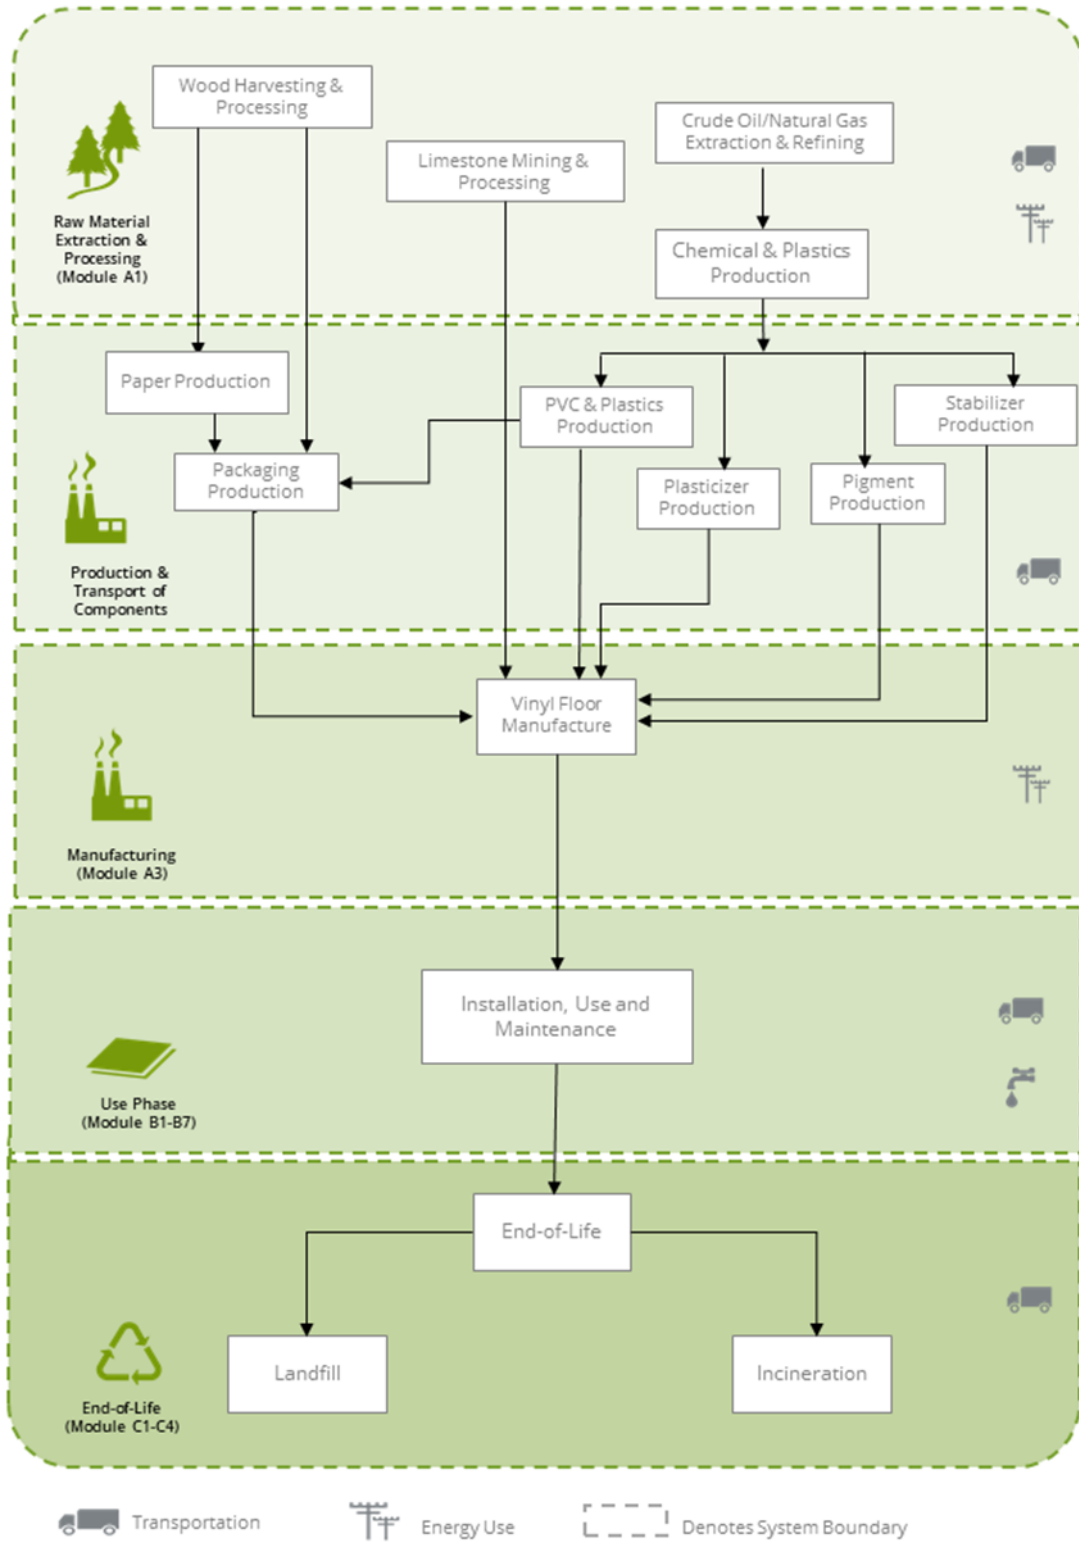 Wood Harvesting &
Processing
Crude Oil/Natural Gas
Extraction & Refining
Limestone Mining &
Processing
Raw Material
Extraction &
Processing
(Module A1)
Chemical & Plastics
Production
Paper Production
PVC & Plastics
Production
Stabilizer
Production
Packaging
Production
Plasticizer
Production
Pigment
Production
Production &
Transport of
Components
Vinyl Floor
Manufacture
Manufacturing
(Module A3)
Installation, Use and
Maintenance
Use Phase
(Module B1-B7)
End-of-Life
Landfill
Incineration
End-of-Life
(Module C1-C4)
Transportation
Energy Use
Denotes System Boundary